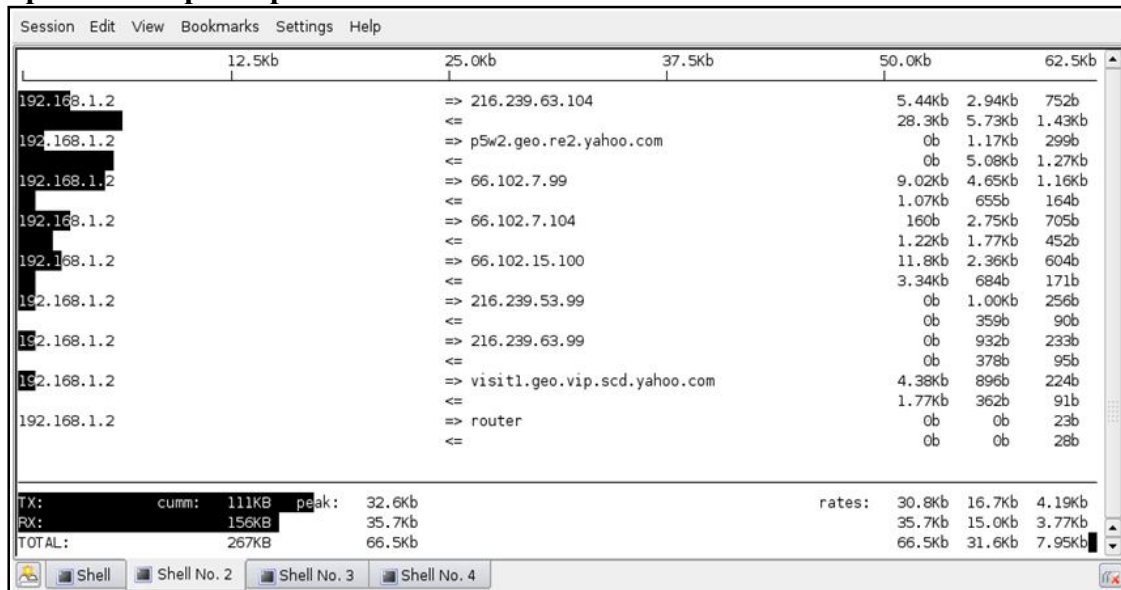 Session Edit View Bookmarks Settings Help
12.5Kb 25.0Kb 37.5Kb 50.0Kb 62.5Kb
192.168.1.2 => 216.239.63.104 5.44Kb 2.94Kb 752b
<= 28.3Kb 5.73Kb 1.43Kb
192.168.1.2 => p5w2.geo.re2.yahoo.com 0b 1.17Kb 299b
<= 0b 5.08Kb 1.27Kb
192.168.1.2 => 66.102.7.99 9.02Kb 4.65Kb 1.16Kb
<= 1.07Kb 655b 164b
192.168.1.2 => 66.102.7.104 160b 2.75Kb 705b
<= 1.22Kb 1.77Kb 452b
192.168.1.2 => 66.102.15.100 11.8Kb 2.36Kb 604b
<= 3.34Kb 684b 171b
192.168.1.2 => 216.239.53.99 0b 1.00Kb 256b
<= 0b 359b 90b
192.168.1.2 => 216.239.63.99 0b 932b 233b
<= 0b 378b 95b
192.168.1.2 => visit1.geo.vip.scd.yahoo.com 4.38Kb 896b 224b
<= 1.77Kb 362b 91b
192.168.1.2 => router 0b 0b 23b
<= 0b 0b 28b
TX: cumm: 111KB peak: 32.6Kb rates: 30.8Kb 16.7Kb 4.19Kb
RX: 156KB 35.7Kb 35.7Kb 15.0Kb 3.77Kb
TOTAL: 267KB 66.5Kb 66.5Kb 31.6Kb 7.95Kb
Shell Shell No. 2 Shell No. 3 Shell No. 4